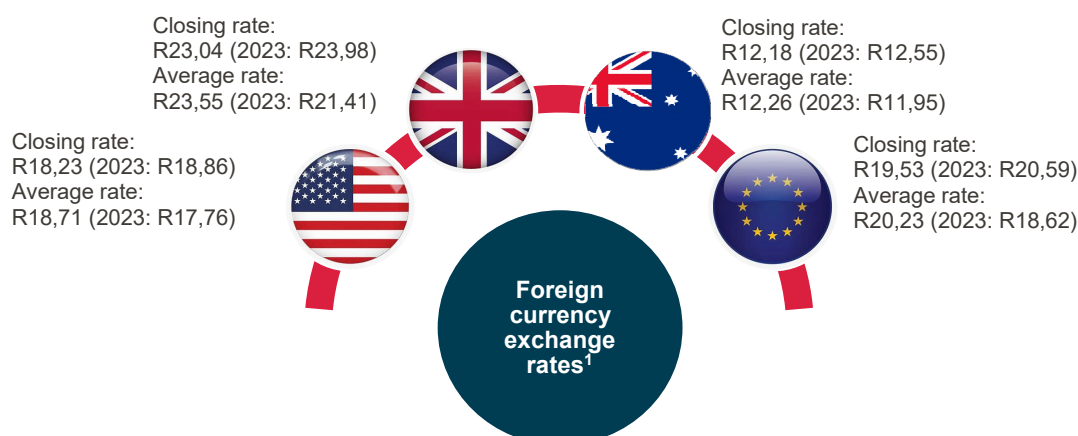 Closing rate:
R23,04 (2023: R23,98)
Average rate:
R23,55 (2023: R21,41)
Closing rate:
R12,18 (2023: R12,55)
Average rate:
R12,26 (2023: R11,95)
Closing rate:
R18,23 (2023: R18,86)
Average rate:
R18,71 (2023: R17,76)
Closing rate:
R19,53 (2023: R20,59)
Average rate:
R20,23 (2023: R18,62)
Foreign
currency
exchange
rates¹